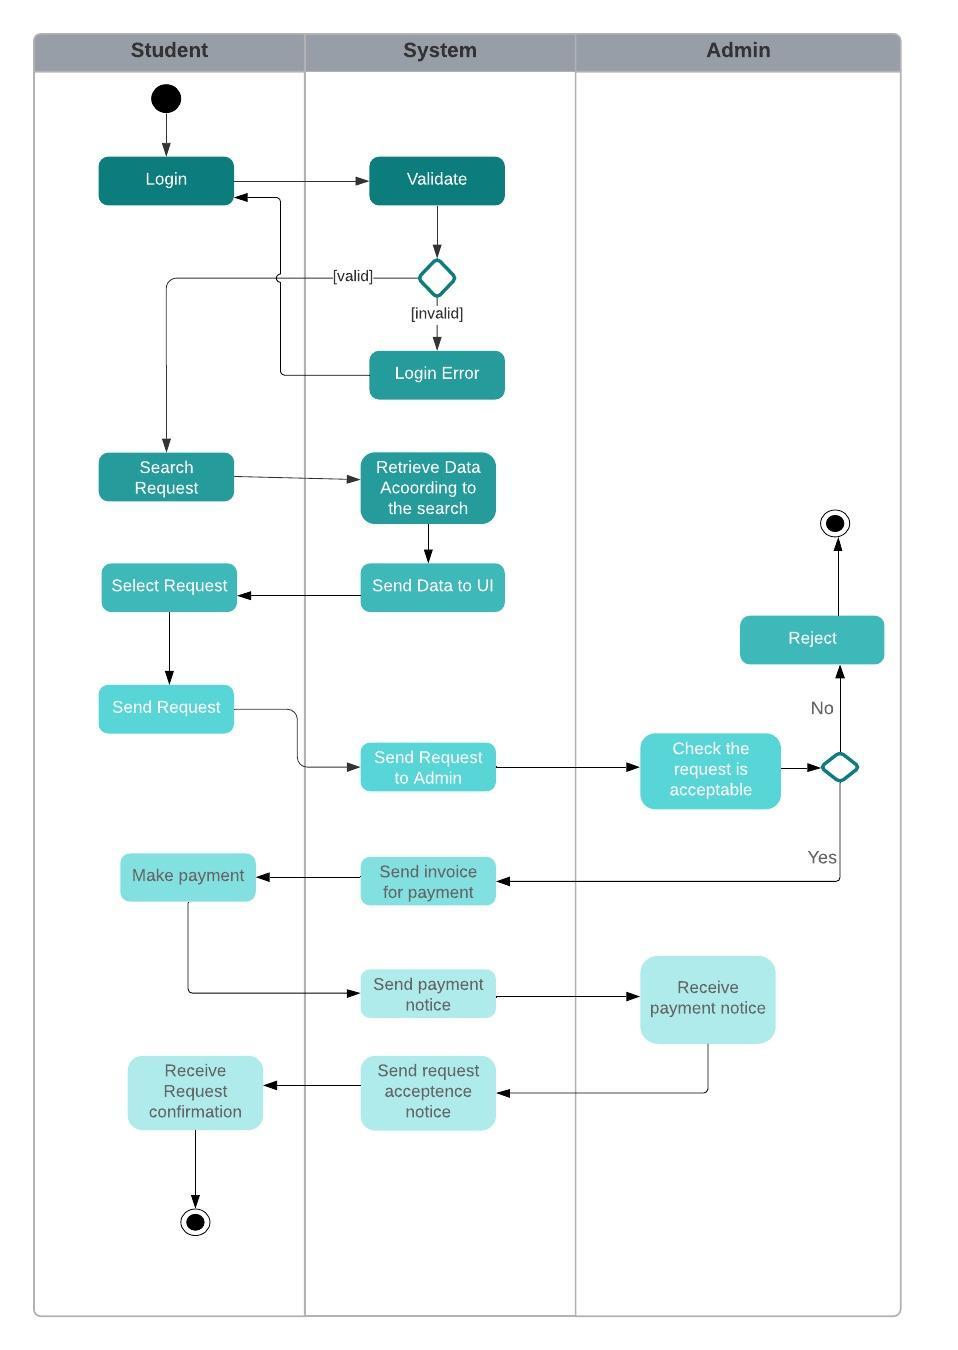 Student
System
Admin
Login
Validate
[valid]
[invalid]
Login Error
Search
Request
Retrieve Data
Acoording to
the search
Select Request
Send Data to UI
Reject
No
Send Request
Send Request
to Admin
Check the
request is
acceptable
Yes
Make payment
Send invoice
for payment
Send payment
notice
Receive
payment notice
Receive
Request
confirmation
Send request
acceptence
notice